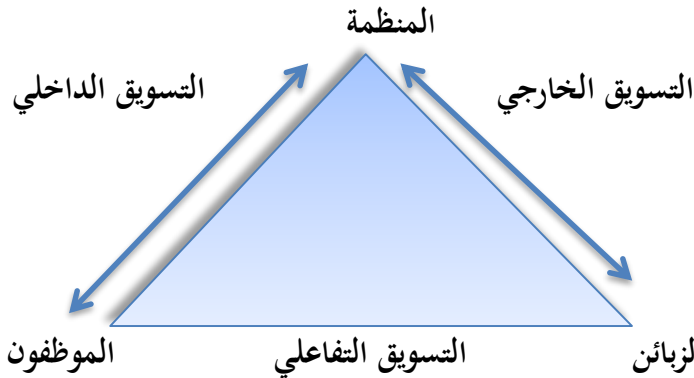 المنظمة
التسويق الخارجي
التسويق الداخلي
لزبائن
التسويق التفاعلي
الموظفون